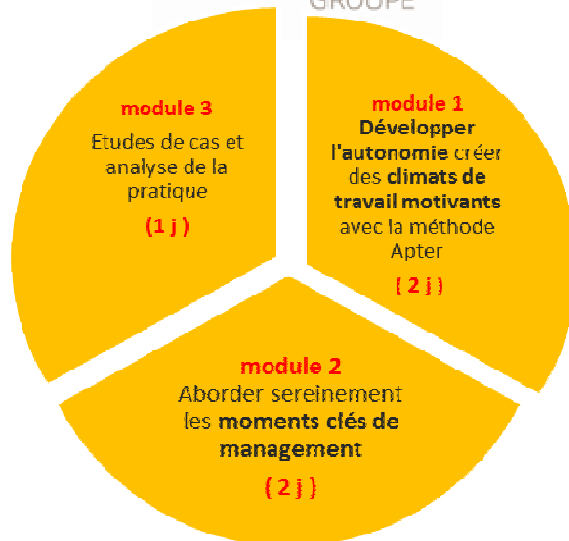 GROUPE
module 3
Etudes de cas et
analyse de la
pratique
(1 j )
module 1
Développer
l'autonomie créer
des climats de
travail motivants
avec la méthode
Apter
( 2 j )
module 2
Aborder sereinement
les moments clés de
management
( 2 j )